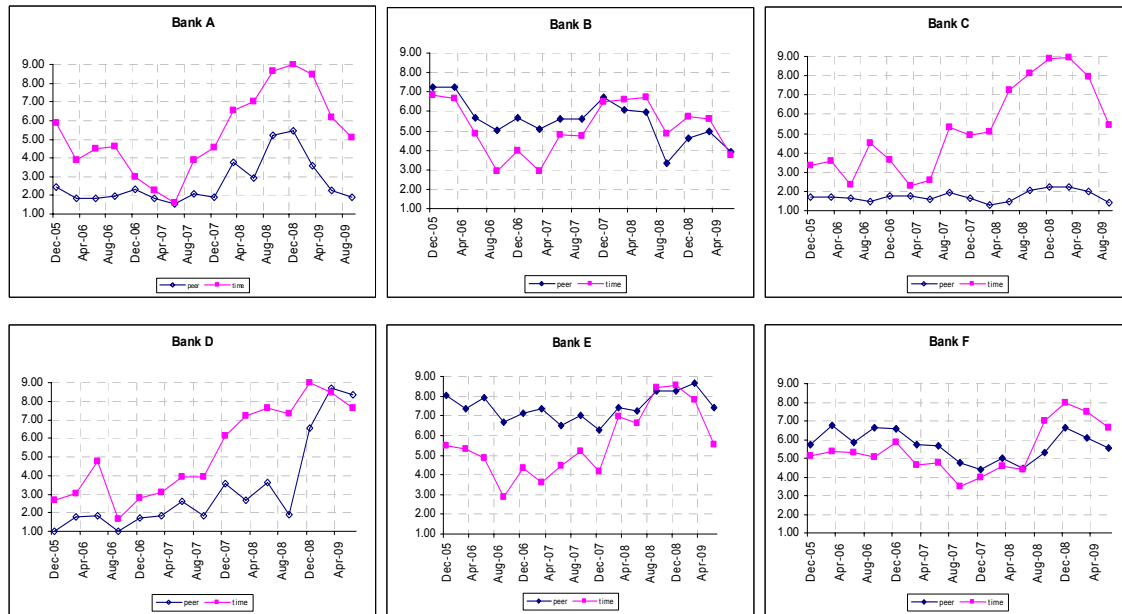 Bank A
9.00
8.00
7.00
6.00
5.00
4.00
3.00
2.00
1.00
Dec-05
Apr-06
Aug-06
Dec-06
Apr-07
Aug-07
Dec-07
Apr-08
Aug-08
Dec-08
Apr-09
Aug-09
peer time
Bank B
9.00
8.00
7.00
6.00
5.00
4.00
3.00
2.00
1.00
Dec-05
Apr-06
Aug-06
Dec-06
Apr-07
Aug-07
Dec-07
Apr-08
Aug-08
Dec-08
Apr-09
peer time
Bank C
9.00
8.00
7.00
6.00
5.00
4.00
3.00
2.00
1.00
Dec-05
Apr-06
Aug-06
Dec-06
Apr-07
Aug-07
Dec-07
Apr-08
Aug-08
Dec-08
Apr-09
Aug-09
peer time
Bank D
9.00
8.00
7.00
6.00
5.00
4.00
3.00
2.00
1.00
Dec-05
Apr-06
Aug-06
Dec-06
Apr-07
Aug-07
Dec-07
Apr-08
Aug-08
Dec-08
Apr-09
peer time
Bank E
9.00
8.00
7.00
6.00
5.00
4.00
3.00
2.00
1.00
Dec-05
Apr-06
Aug-06
Dec-06
Apr-07
Aug-07
Dec-07
Apr-08
Aug-08
Dec-08
Apr-09
peer time
Bank F
9.00
8.00
7.00
6.00
5.00
4.00
3.00
2.00
1.00
Dec-05
Apr-06
Aug-06
Dec-06
Apr-07
Aug-07
Dec-07
Apr-08
Aug-08
Dec-08
Apr-09
peer time